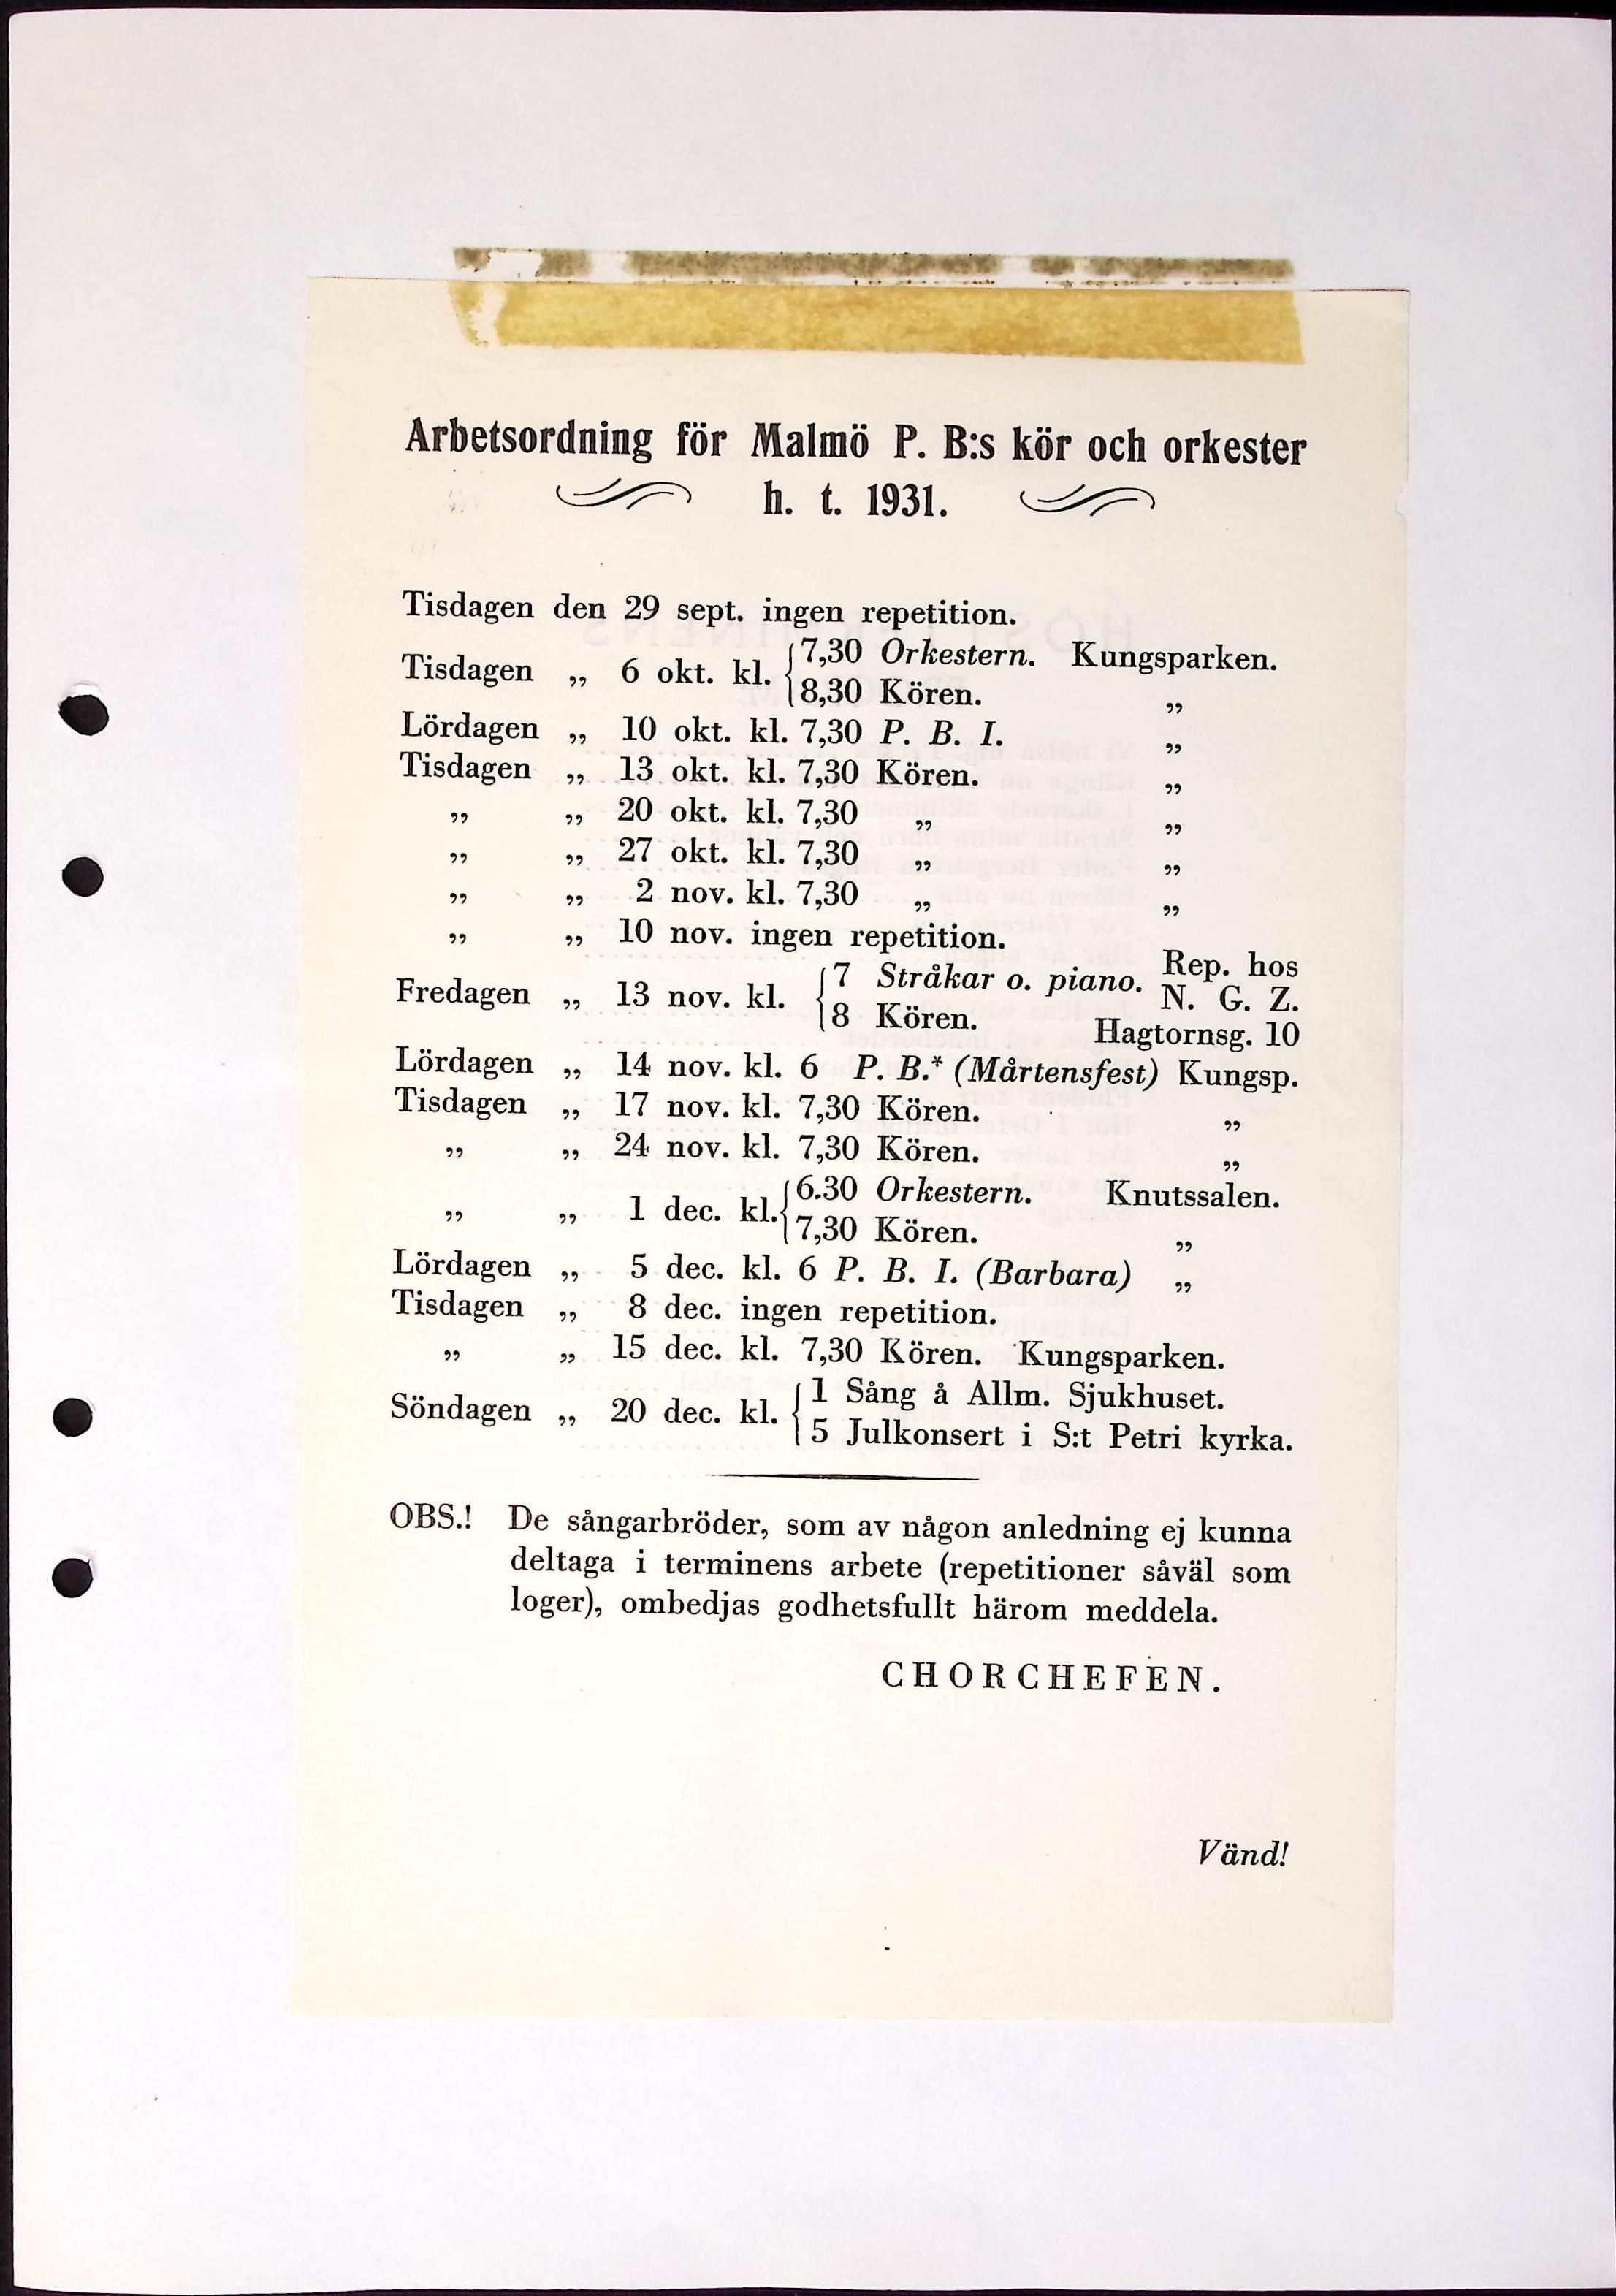 Arbetsordning för Malmö P. B:s kör och orkester
h. t. 1931.
Tisdagen den 29 sept. ingen repetition.
Tisdagen „ 6 okt. kl. {7,30 Orkestern. Kungsparken.
8,30 Kören. „
Lördagen „ 10 okt. kl. 7,30 P. B. I. „
Tisdagen „ 13 okt. kl. 7,30 Kören. „
„ „ 20 okt. kl. 7,30 „ „
„ „ 27 okt. kl. 7,30 „ „
„ „ 2 nov. kl. 7,30 „ „
„ „ 10 nov. ingen repetition.
Fredagen „ 13 nov. kl. {7 Stråkar o. piano. Rep. hos
N. G. Z.
8 Kören. Hagtornsg. 10
Lördagen „ 14 nov. kl. 6 P. B.* (Mårtensfest) Kungsp.
Tisdagen „ 17 nov. kl. 7,30 Kören. „
„ „ 24 nov. kl. 7,30 Kören. „
„ „ 1 dec. kl. {6.30 Orkestern. Knutssalen.
7,30 Kören. „
Lördagen „ 5 dec. kl. 6 P. B. I. (Barbara) „
Tisdagen „ 8 dec. ingen repetition.
„ „ 15 dec. kl. 7,30 Kören. Kungsparken.
Söndagen „ 20 dec. kl. {1 Sång å Allm. Sjukhuset.
5 Julkonsert i S:t Petri kyrka.
OBS.! De sångarbröder, som av någon anledning ej kunna
deltaga i terminens arbete (repetitioner såväl som
loger), ombedjas godhetsfullt härom meddela.
CHORCHEFEN.
Vänd!